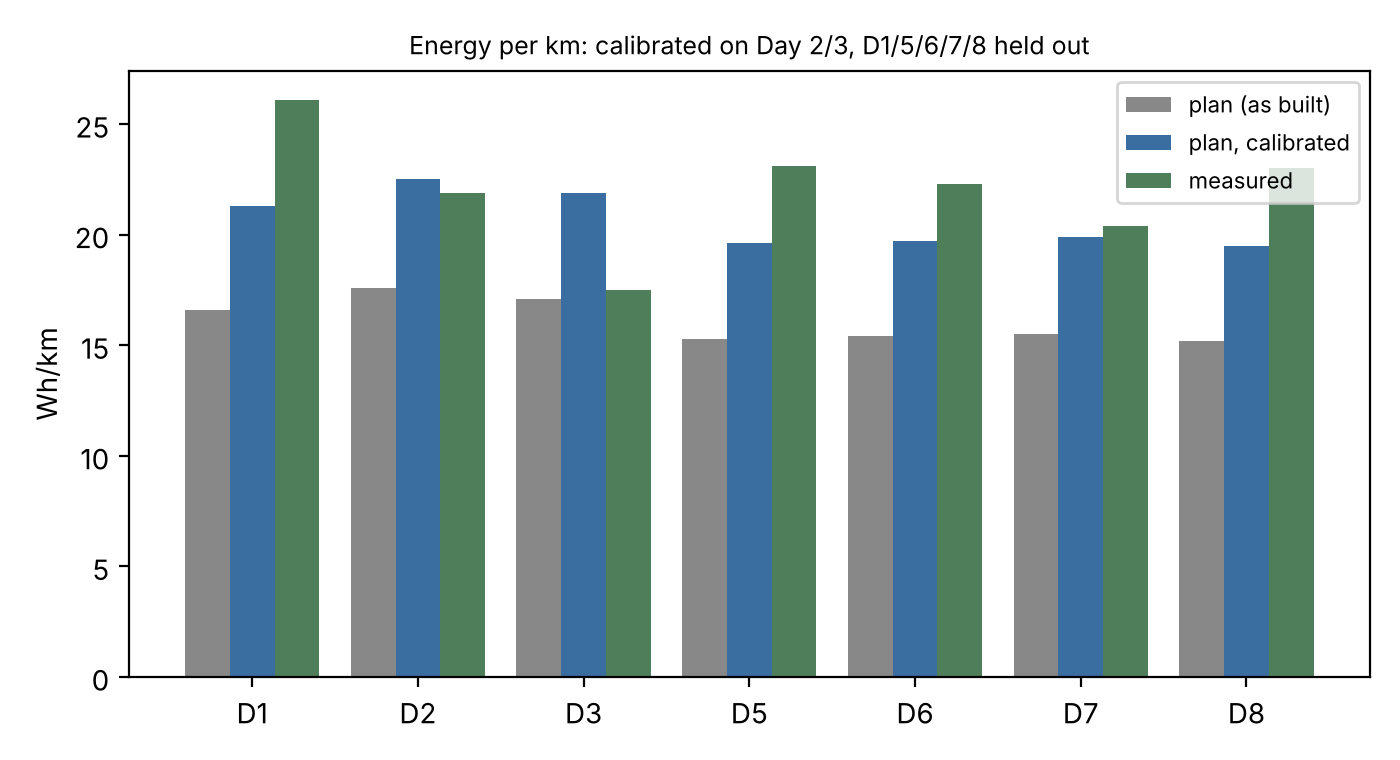 Energy per km: calibrated on Day 2/3, D1/5/6/7/8 held out
plan (as built)
plan, calibrated
measured
Wh/km
25
20
15
10
5
0
D1 D2 D3 D5 D6 D7 D8